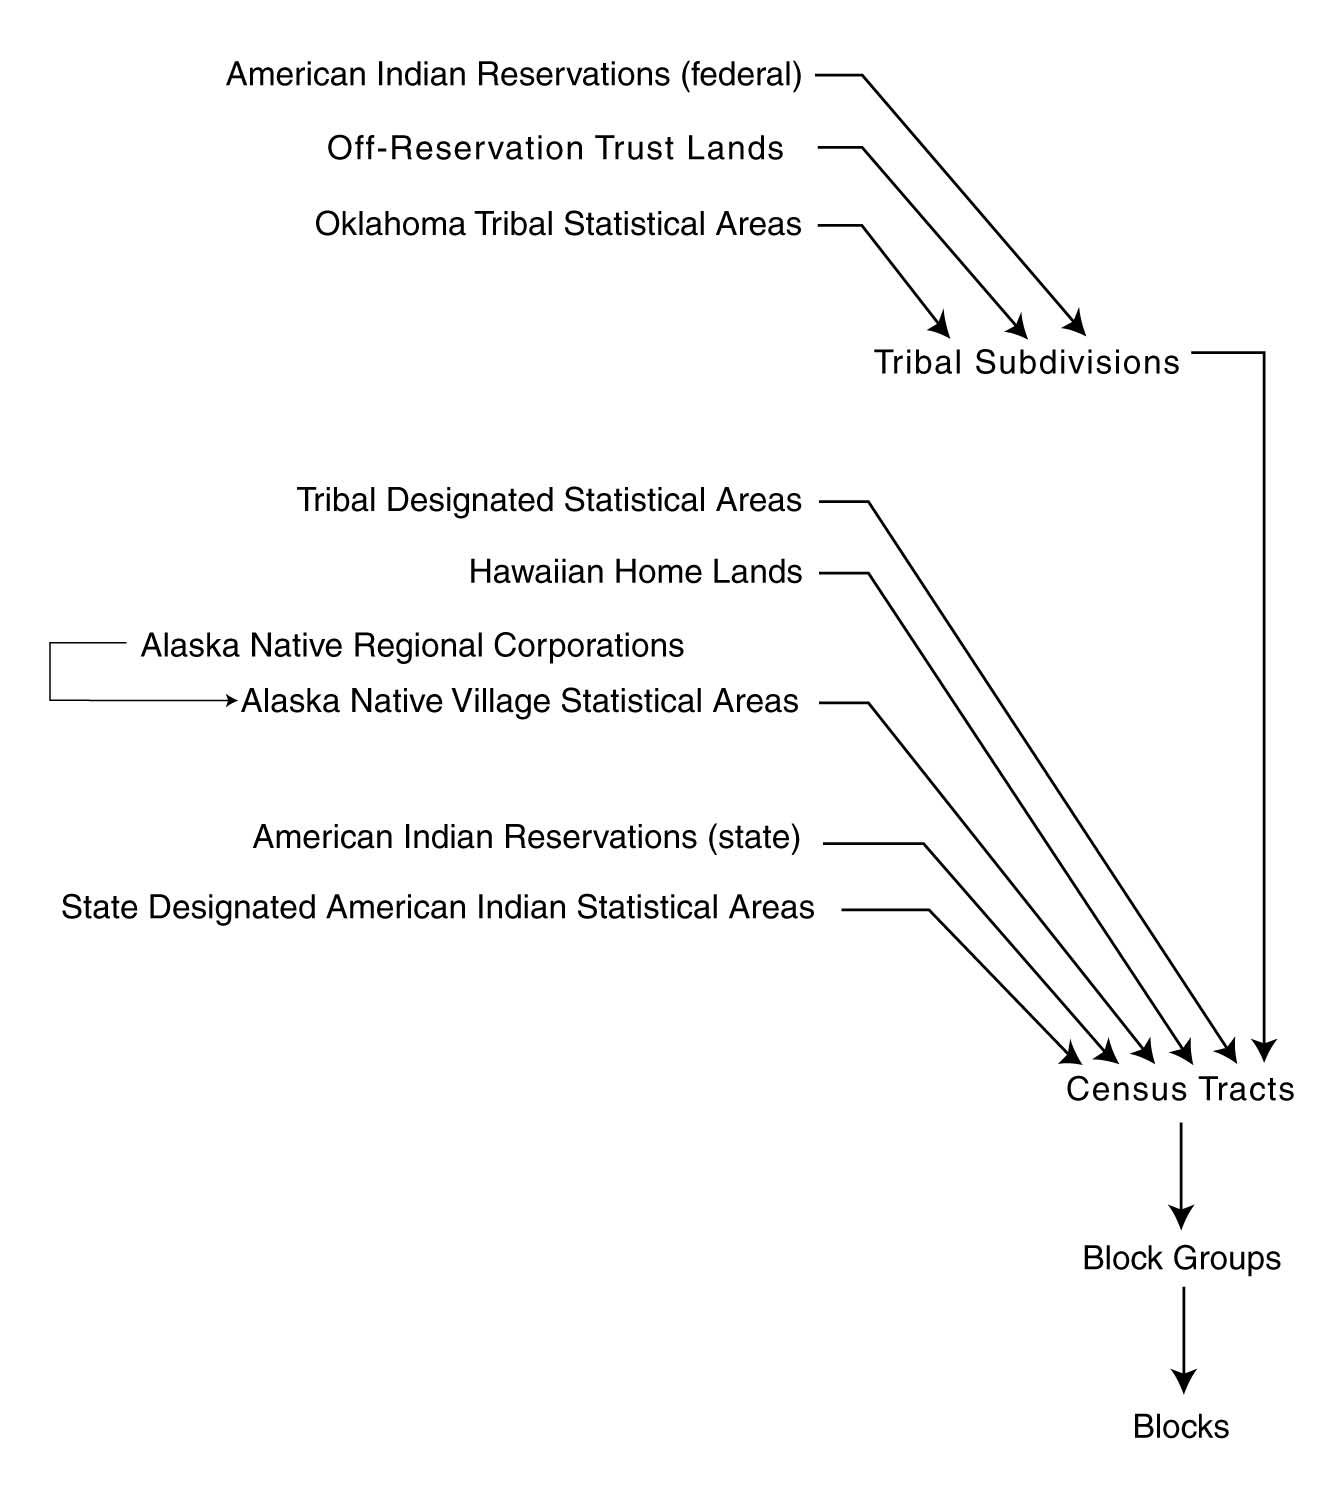 American Indian Reservations (federal)
Off-Reservation Trust Lands
Oklahoma Tribal Statistical Areas
Tribal Subdivisions
Tribal Designated Statistical Areas
Hawaiian Home Lands
Alaska Native Regional Corporations
Alaska Native Village Statistical Areas
American Indian Reservations (state)
State Designated American Indian Statistical Areas
Census Tracts
Block Groups
Blocks